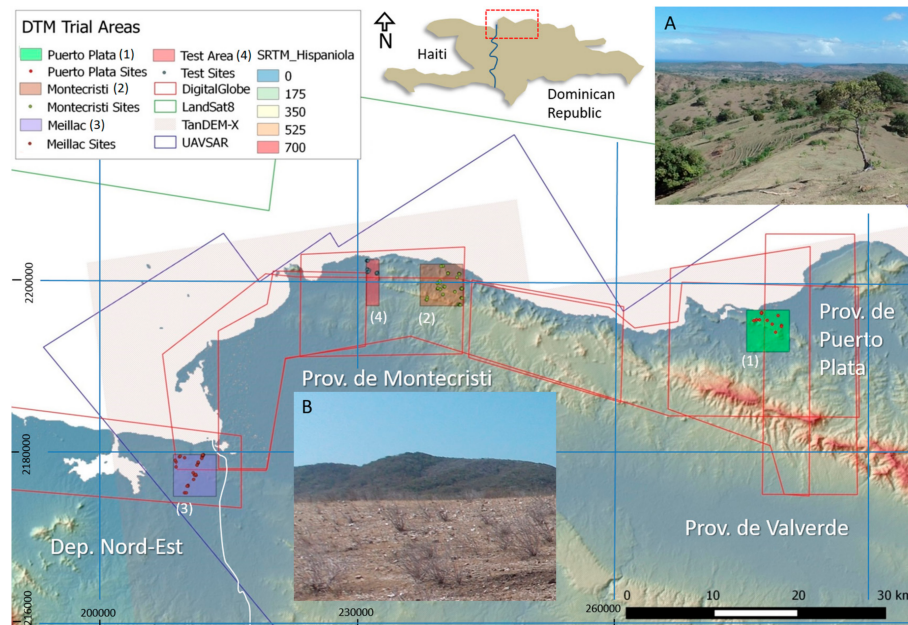 DTM Trial Areas
Puerto Plata (1)
Puerto Plata Sites
Montecristi (2)
Montecristi Sites
Meillac (3)
Meillac Sites
Test Area (4)
Test Sites
DigitalGlobe
LandSat8
TanDEM-X
UAVSAR
SRTM_Hispaniola
0
175
350
525
700
N
Haiti
Dominican
Republic
A
2200000
(4)
(2)
(1)
Prov. de
Puerto
Plata
Prov. de Montecristi
B
2180000
(3)
Dep. Nord-Est
Prov. de Valverde
216000
200000
230000
260000
0 10 20 30 km